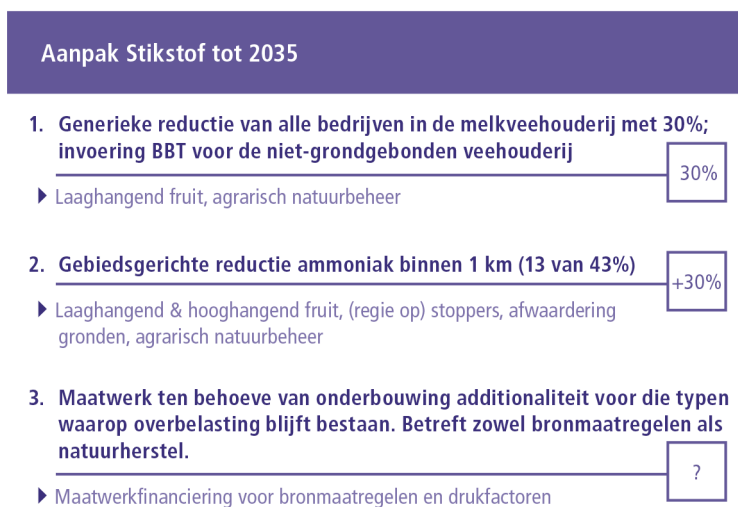 Aanpak Stikstof tot 2035
1. Generieke reductie van alle bedrijven in de melkveehouderij met 30%;
invoering BBT voor de niet-grondgebonden veehouderij
30%
Laaghangend fruit, agrarisch natuurbeheer
2. Gebiedsgerichte reductie ammoniak binnen 1 km (13 van 43%)
+30%
Laaghangend & hooghangend fruit, (regie op) stoppers, afwaardering
gronden, agrarisch natuurbeheer
3. Maatwerk ten behoeve van onderbouwing additionaliteit voor die typen
waarop overbelasting blijft bestaan. Betreft zowel bronmaatregelen als
natuurherstel.
?
Maatwerkfinanciering voor bronmaatregelen en drukfactoren